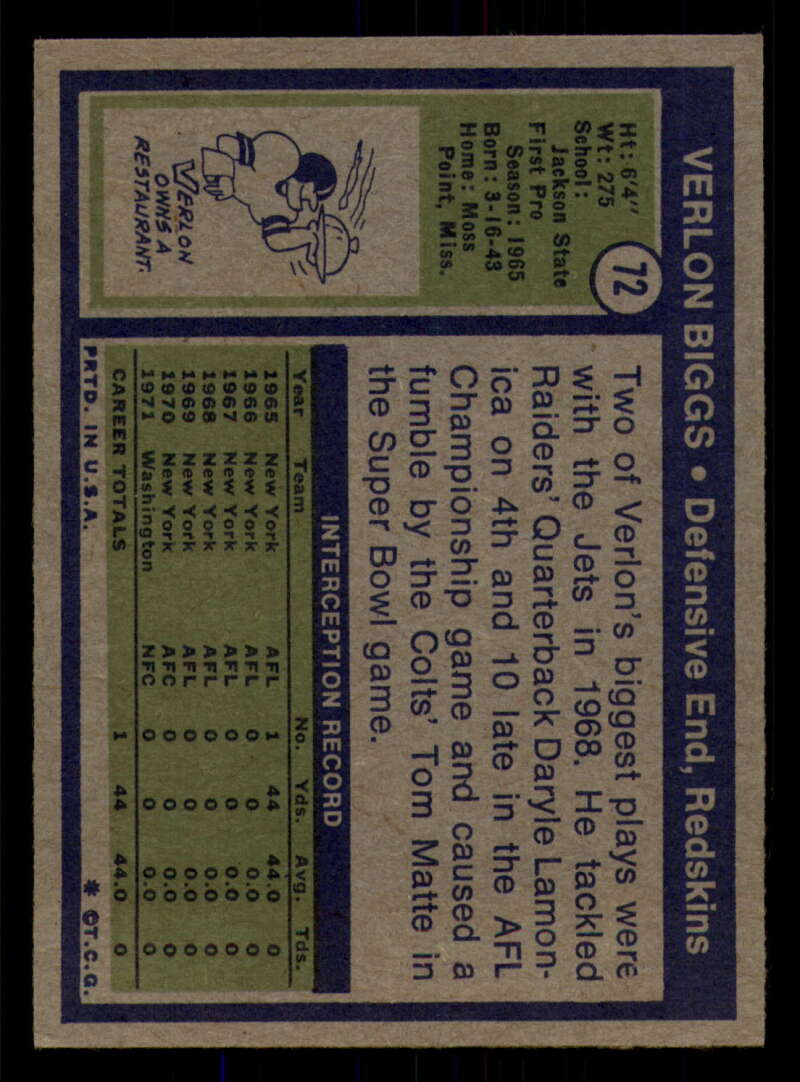 VERLON BIGGS • Defensive End, Redskins
72
Ht: 6'4"
Wt: 275
School:
Jackson State
First Pro
Season: 1965
Born: 3-16-43
Home: Moss
Point, Miss.
VERLON
OWNS A
RESTAURANT.
Two of Verlon's biggest plays were
with the Jets in 1968. He tackled
Raiders' Quarterback Daryle Lamon-
ica on 4th and 10 late in the AFL
Championship game and caused a
fumble by the Colts' Tom Matte in
the Super Bowl game.
INTERCEPTION RECORD
Year Team No. Yds. Avg. Tds.
1965 New York AFL 1 44 44.0 0
1966 New York AFL 0 0 0.0 0
1967 New York AFL 0 0 0.0 0
1968 New York AFL 0 0 0.0 0
1969 New York AFL 0 0 0.0 0
1970 New York AFC 0 0 0.0 0
1971 Washington NFC 0 0 0.0 0
CAREER TOTALS 1 44 44.0 0
PRTD. IN U.S.A. * ©T.C.G.